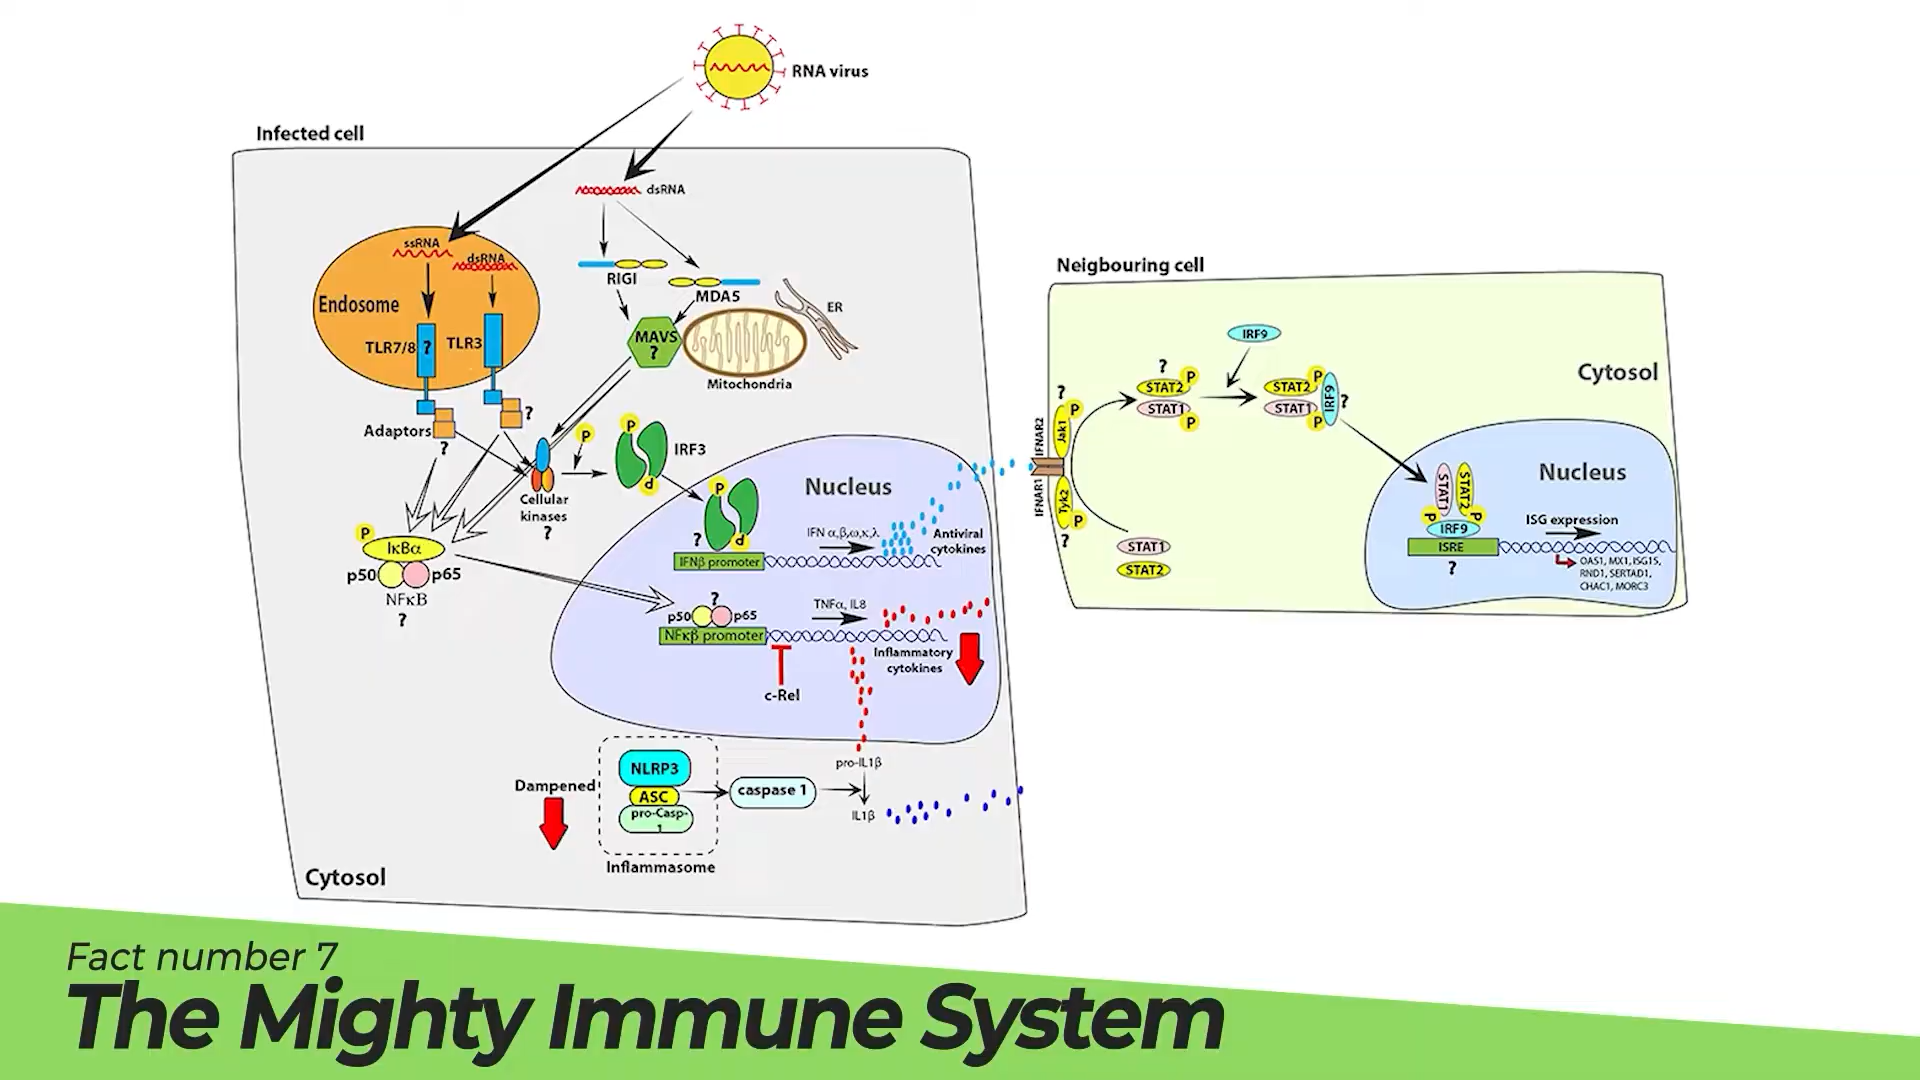 RNA virus
Infected cell
dsRNA
ssRNA
dsRNA
Endosome
TLR7/8
?
TLR3
RIGI
MDA5
ER
MAVS
?
Mitochondria
Adaptors
?
?
P
P
IRF3
P
Cellular
kinases
?
P
IκBα
p50
p65
NFκB
?
Nucleus
P
?
P
IFNβ promoter
IFN α,β,ω,κ,λ
Antiviral
cytokines
?
p50
p65
NFκβ promoter
TNFα, IL8
Inflammatory
cytokines
c-Rel
pro-IL1β
IL1β
Dampened
NLRP3
ASC
pro-Casp-
1
caspase 1
Inflammasome
Cytosol
Neigbouring cell
IRF9
Cytosol
?
STAT2
P
STAT1
P
STAT2
P
STAT1
P
IRF9
?
?
IFNAR2
Jak1
P
IFNAR1
Tyk2
P
?
STAT1
STAT2
Nucleus
STAT1
STAT2
P
P
IRF9
ISRE
?
ISG expression
OAS1, MX1, ISG15,
RND1, SERTAD1,
CHAC1, MORC3
Fact number 7
The Mighty Immune System